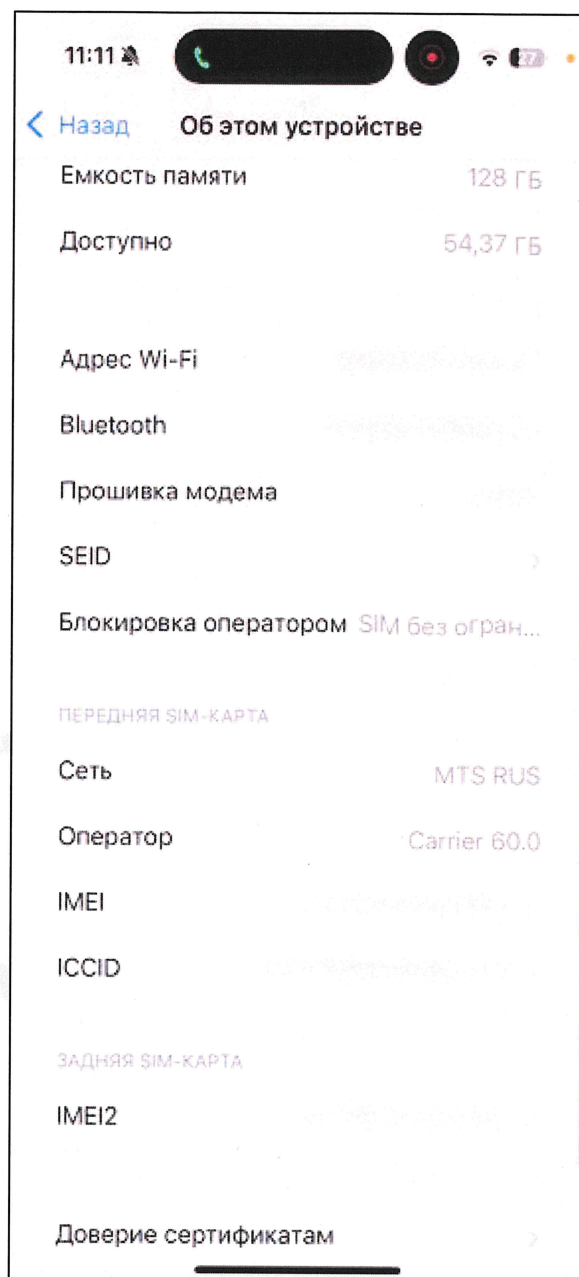 11:11
27
Назад Об этом устройстве
Емкость памяти 128 ГБ
Доступно 54,37 ГБ
Адрес Wi-Fi
Bluetooth
Прошивка модема
SEID
Блокировка оператором SIM без огран...
ПЕРЕДНЯЯ SIM-КАРТА
Сеть MTS RUS
Оператор Carrier 60.0
IMEI
ICCID
ЗАДНЯЯ SIM-КАРТА
IMEI2
Доверие сертификатам